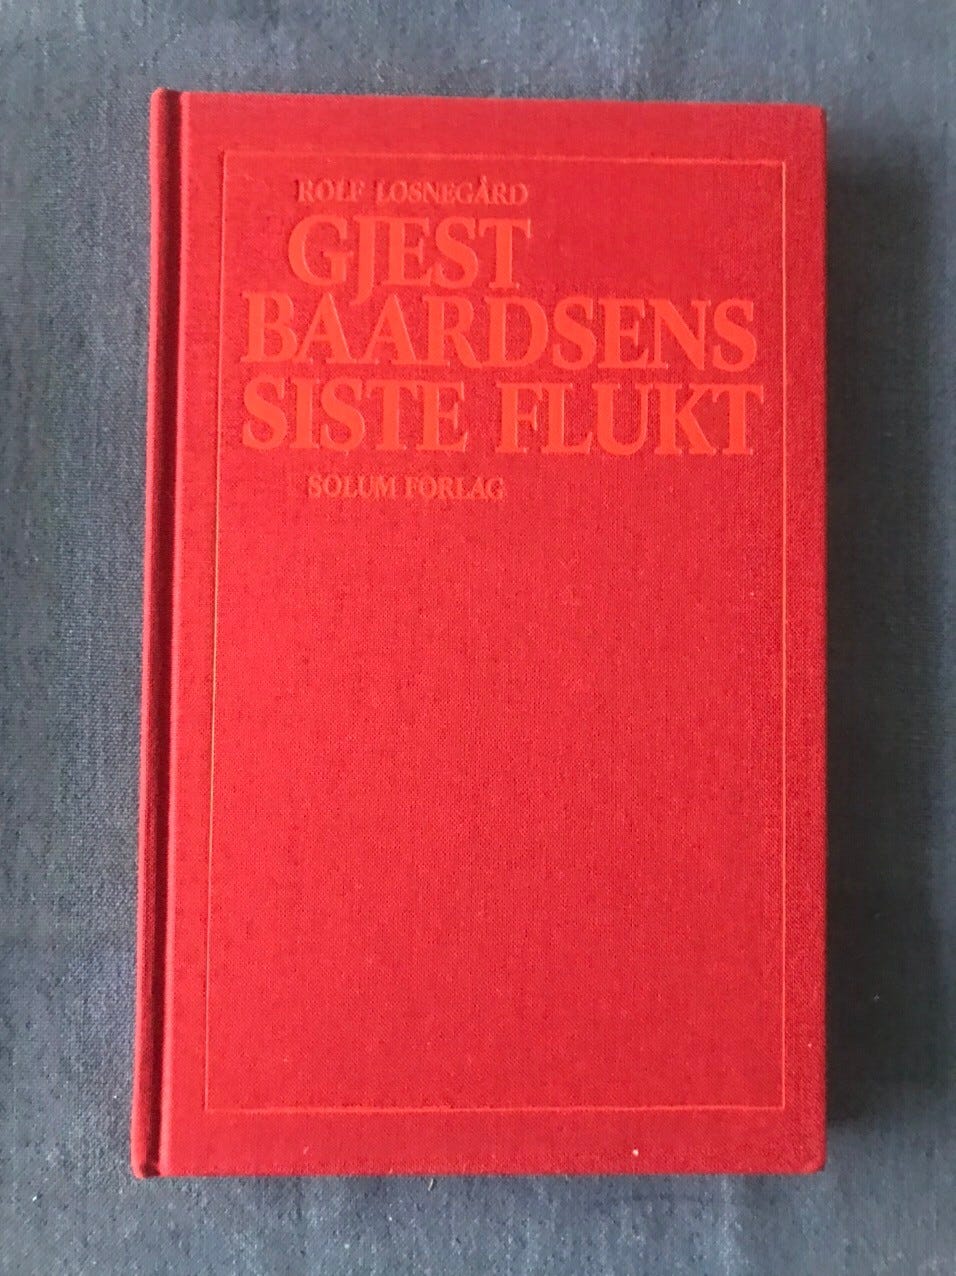 ROLF LOSNEGÅRD
GJEST
BAARDSENS
SISTE FLUKT
SOLUM FORLAG